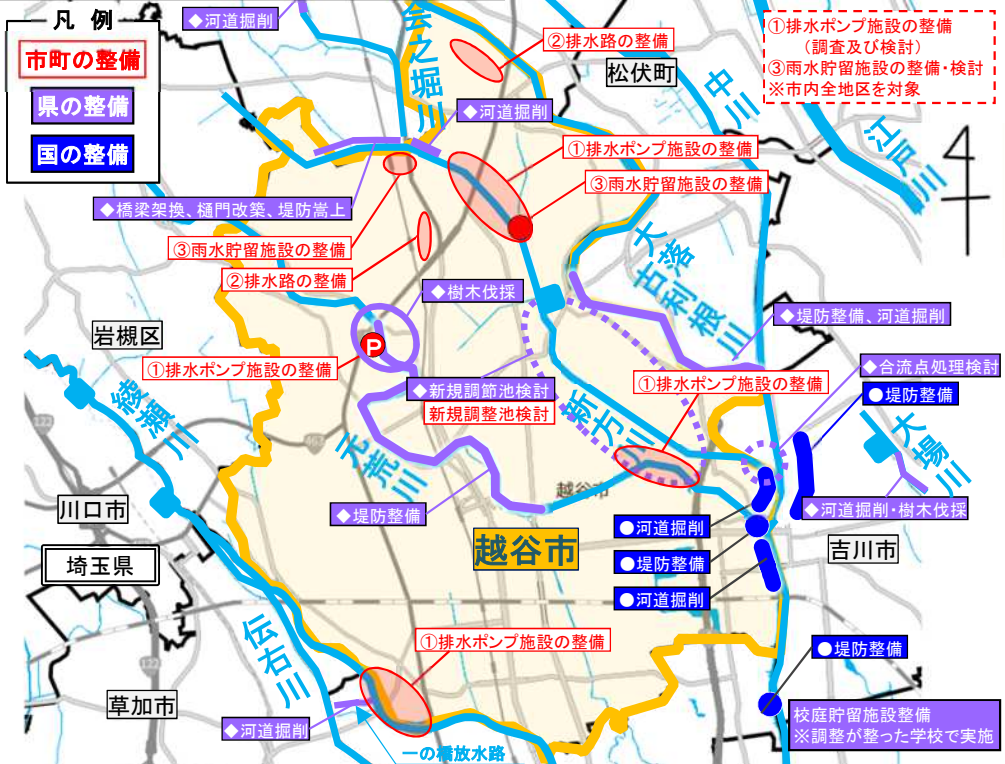 凡 例
市町の整備
県の整備
国の整備
◆河道掘削
会之堀川
②排水路の整備
松伏町
中川
①排水ポンプ施設の整備
(調査及び検討)
③雨水貯留施設の整備・検討
※市内全地区を対象
江戸川
◆河道掘削
①排水ポンプ施設の整備
③雨水貯留施設の整備
◆橋梁架換、樋門改築、堤防嵩上
③雨水貯留施設の整備
②排水路の整備
大落
古利根川
◆樹木伐採
岩槻区
P
①排水ポンプ施設の整備
◆堤防整備、河道掘削
◆新規調節池検討
新規調整池検討
①排水ポンプ施設の整備
◆合流点処理検討
●堤防整備
綾瀬川
122
463
元荒川
新方川
大場川
越谷市
川口市
◆堤防整備
◆河道掘削・樹木伐採
越谷市
●河道掘削
●堤防整備
●河道掘削
吉川市
埼玉県
伝右川
①排水ポンプ施設の整備
●堤防整備
122
草加市
◆河道掘削
一の橋放水路
校庭貯留施設整備
※調整が整った学校で実施